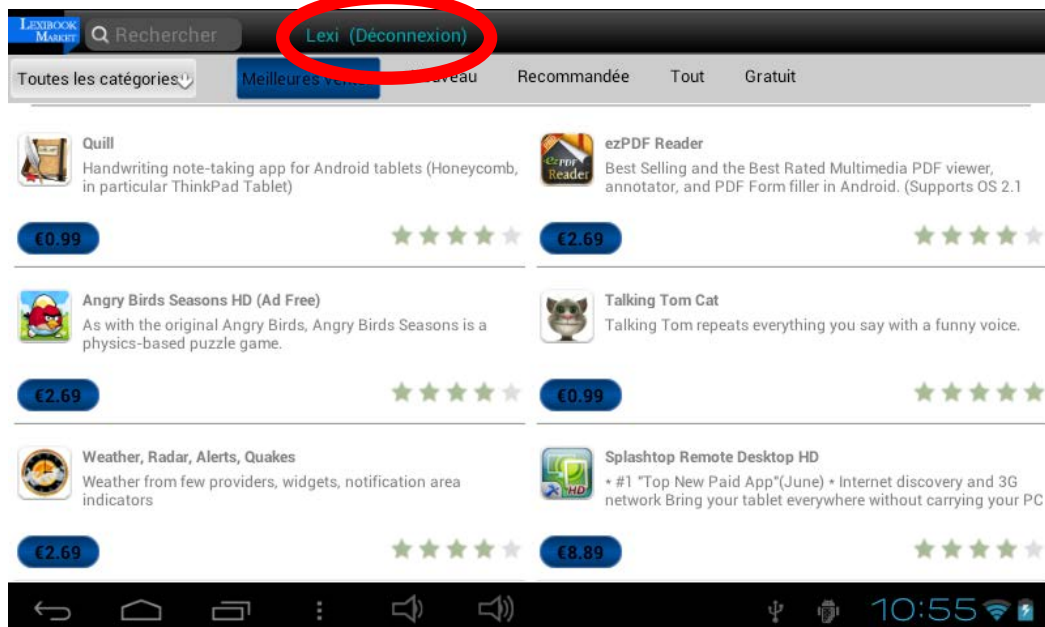 LEXIBOOK
MARKET
Rechercher
Lexi (Déconnexion)
Toutes les catégories
Meilleures ventes
Nouveau
Recommandée
Tout
Gratuit
Quill
Handwriting note-taking app for Android tablets (Honeycomb,
in particular ThinkPad Tablet)
€0.99
ezPDF
Reader
ezPDF Reader
Best Selling and the Best Rated Multimedia PDF viewer,
annotator, and PDF Form filler in Android. (Supports OS 2.1
€2.69
Angry Birds Seasons HD (Ad Free)
As with the original Angry Birds, Angry Birds Seasons is a
physics-based puzzle game.
€2.69
Talking Tom Cat
Talking Tom repeats everything you say with a funny voice.
€0.99
Weather, Radar, Alerts, Quakes
Weather from few providers, widgets, notification area
indicators
€2.69
HD
Splashtop Remote Desktop HD
* #1 "Top New Paid App"(June) * Internet discovery and 3G
network Bring your tablet everywhere without carrying your PC
€8.89
10:55